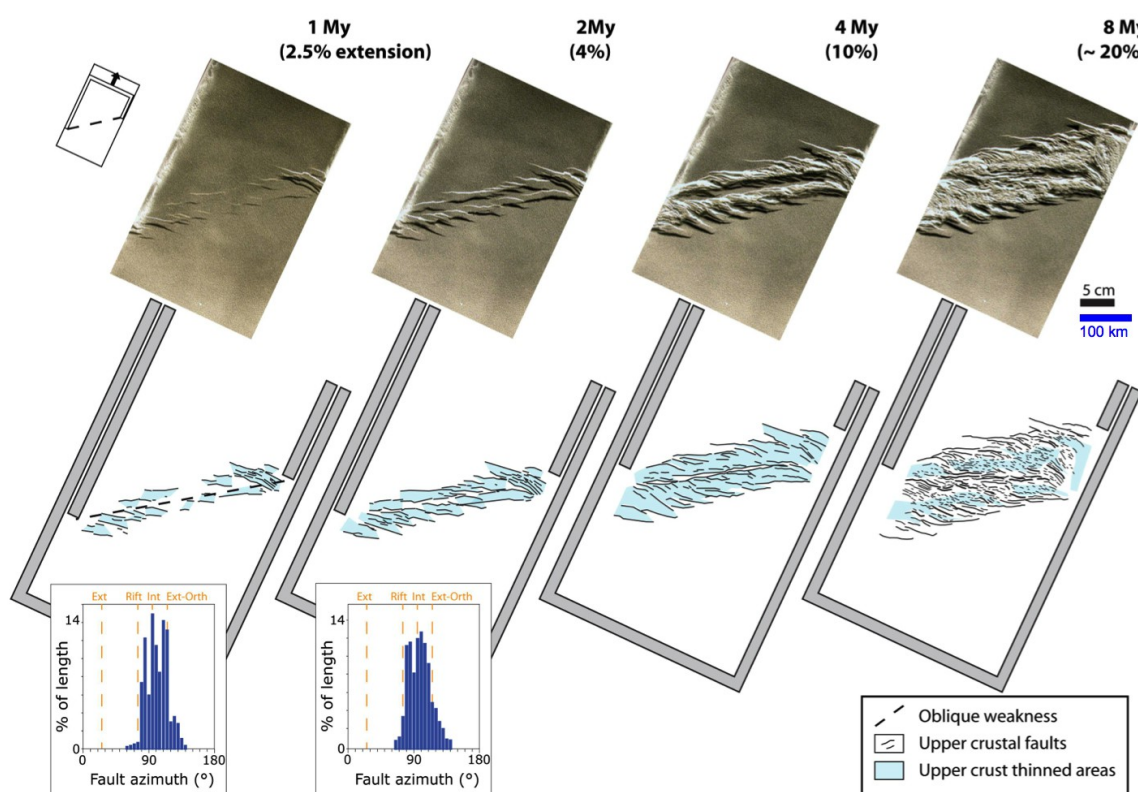 1 My
(2.5% extension)
2My
(4%)
4 My
(10%)
8 My
(~ 20%
5 cm
100 km
Ext Rift Int Ext-Orth
14
% of length
0
0 90 180
Fault azimuth (°)
Ext Rift Int Ext-Orth
14
% of length
0
0 90 180
Fault azimuth (°)
Oblique weakness
Upper crustal faults
Upper crust thinned areas